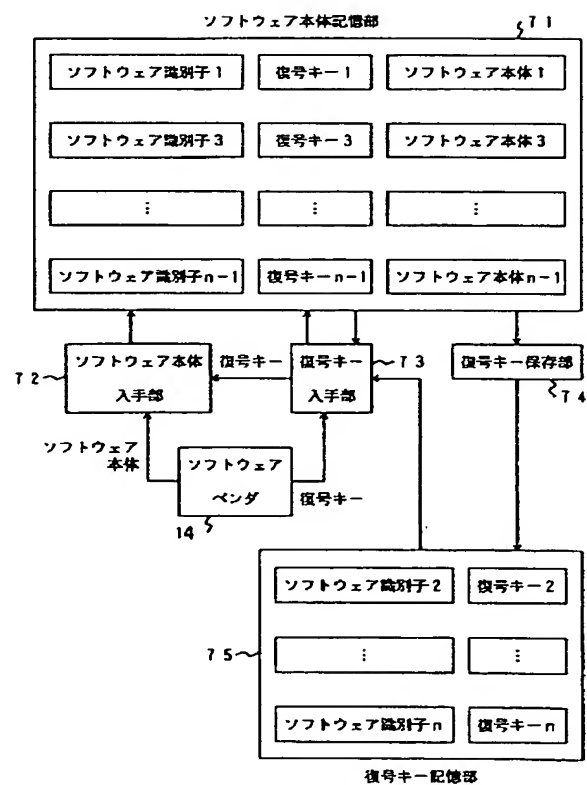 ソフトウェア本体記憶部
71
ソフトウェア識別子1 復号キー1 ソフトウェア本体1
ソフトウェア識別子3 復号キー3 ソフトウェア本体3
⋮ ⋮ ⋮
ソフトウェア識別子n-1 復号キーn-1 ソフトウェア本体n-1
72
ソフトウェア本体
入手部
復号キー
復号キー
入手部
73
復号キー保存部
74
ソフトウェア
本体
ソフトウェア
ベンダ
14
復号キー
75
ソフトウェア識別子2 復号キー2
⋮ ⋮
ソフトウェア識別子n 復号キーn
復号キー記憶部